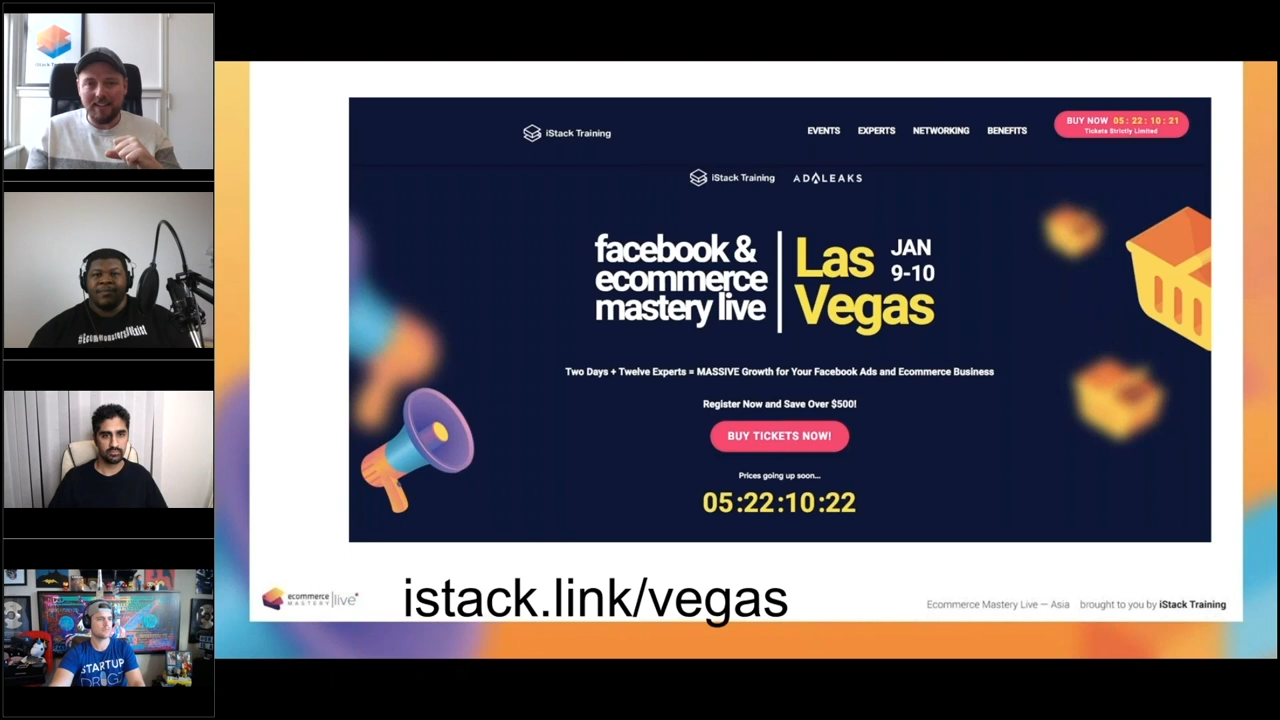 iStack Training
EVENTS EXPERTS NETWORKING BENEFITS
BUY NOW 05 : 22 : 10 : 21
Tickets Strictly Limited
iStack Training ADLEAKS
facebook &
ecommerce
mastery live
Las
Vegas
JAN
9-10
Two Days + Twelve Experts = MASSIVE Growth for Your Facebook Ads and Ecommerce Business
Register Now and Save Over $500!
BUY TICKETS NOW!
Prices going up soon...
05:22:10:22
ecommerce
MASTERY live
istack.link/vegas
Ecommerce Mastery Live — Asia brought to you by iStack Training
STARTUP